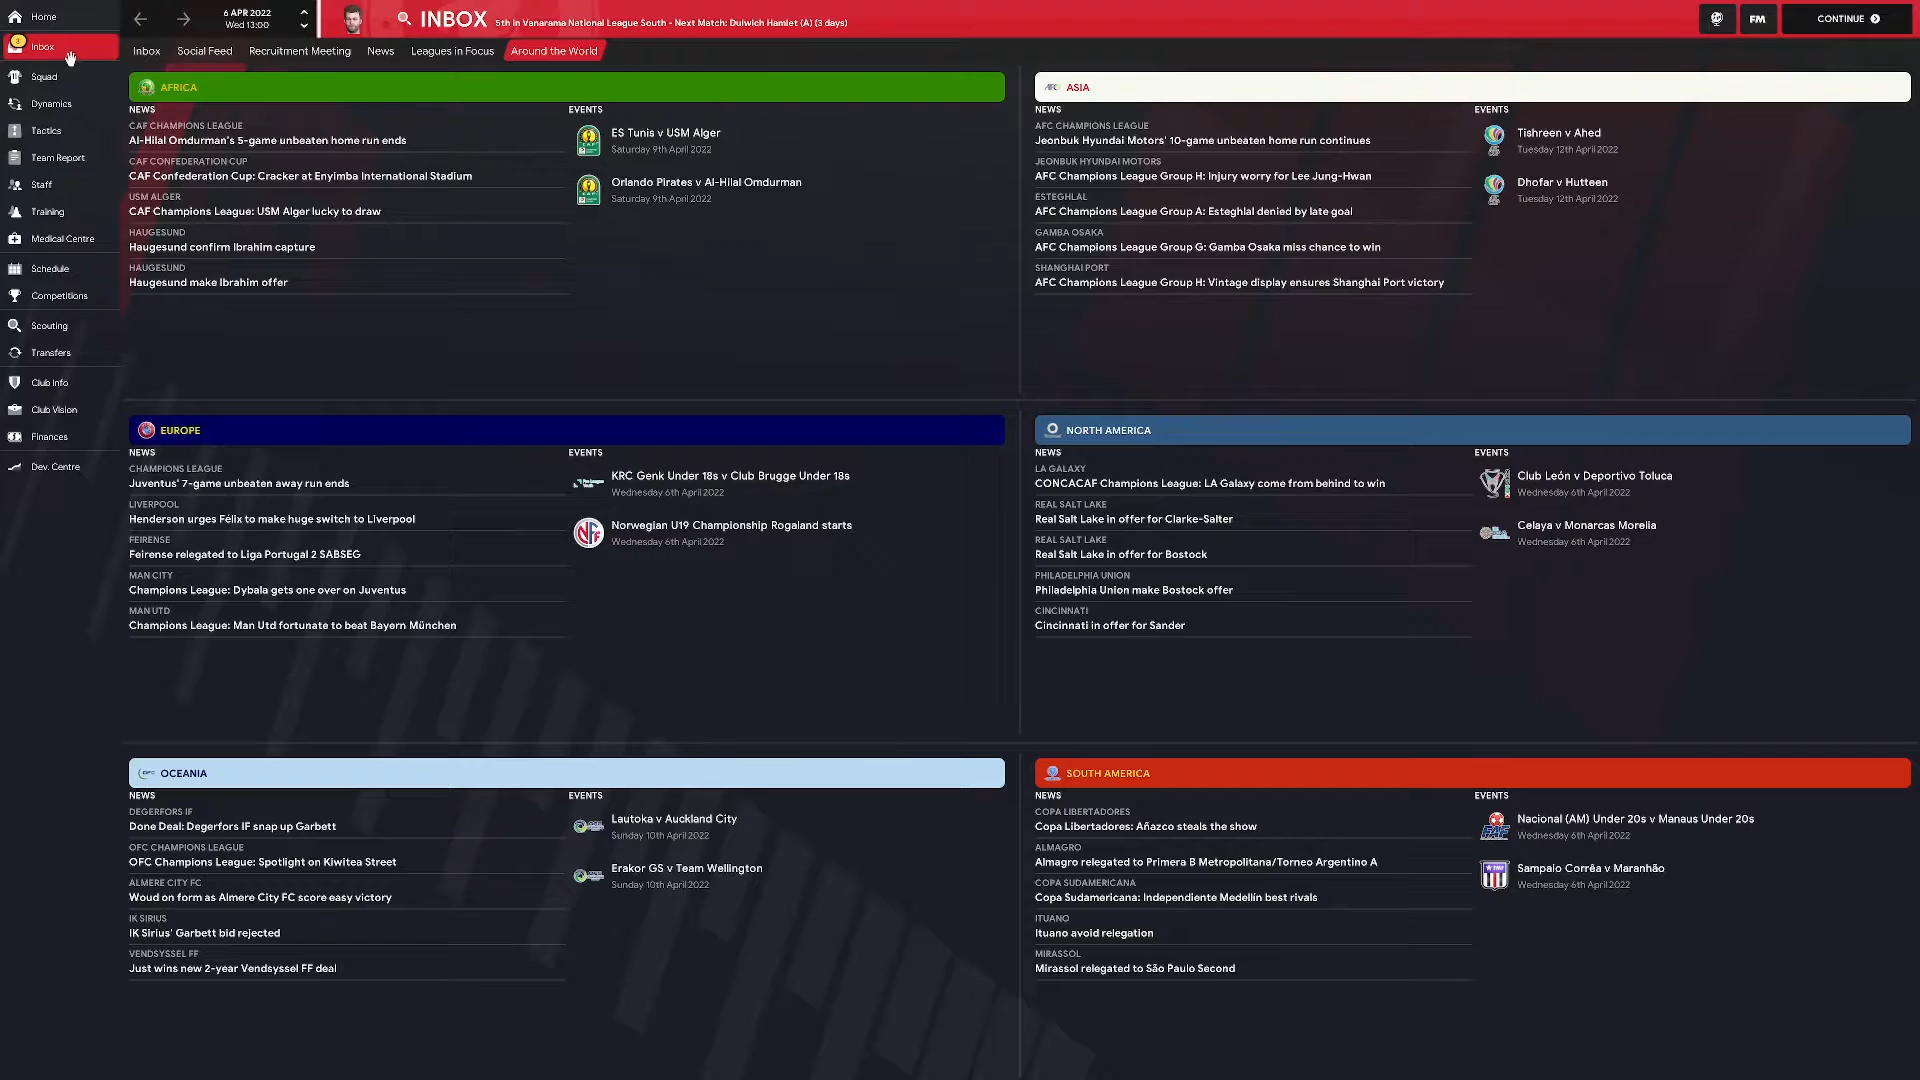 Home
6 APR 2022
Wed 13:00
INBOX
5th in Vanarama National League South - Next Match: Dulwich Hamlet (A) (3 days)
FM
CONTINUE
3
Inbox
Squad
Dynamics
Tactics
Team Report
Staff
Training
Medical Centre
Schedule
Competitions
Scouting
Transfers
Club Info
Club Vision
Finances
Dev. Centre
Inbox
Social Feed
Recruitment Meeting
News
Leagues in Focus
Around the World
AFRICA
NEWS
CAF CHAMPIONS LEAGUE
Al-Hilal Omdurman's 5-game unbeaten home run ends
CAF CONFEDERATION CUP
CAF Confederation Cup: Cracker at Enyimba International Stadium
USM ALGER
CAF Champions League: USM Alger lucky to draw
HAUGESUND
Haugesund confirm Ibrahim capture
HAUGESUND
Haugesund make Ibrahim offer
EVENTS
ES Tunis v USM Alger
Saturday 9th April 2022
Orlando Pirates v Al-Hilal Omdurman
Saturday 9th April 2022
AFC
ASIA
NEWS
AFC CHAMPIONS LEAGUE
Jeonbuk Hyundai Motors' 10-game unbeaten home run continues
JEONBUK HYUNDAI MOTORS
AFC Champions League Group H: Injury worry for Lee Jung-Hwan
ESTEGHLAL
AFC Champions League Group A: Esteghlal denied by late goal
GAMBA OSAKA
AFC Champions League Group G: Gamba Osaka miss chance to win
SHANGHAI PORT
AFC Champions League Group H: Vintage display ensures Shanghai Port victory
EVENTS
Tishreen v Ahed
Tuesday 12th April 2022
Dhofar v Hutteen
Tuesday 12th April 2022
EUROPE
NEWS
CHAMPIONS LEAGUE
Juventus' 7-game unbeaten away run ends
LIVERPOOL
Henderson urges Félix to make huge switch to Liverpool
FEIRENSE
Feirense relegated to Liga Portugal 2 SABSEG
MAN CITY
Champions League: Dybala gets one over on Juventus
MAN UTD
Champions League: Man Utd fortunate to beat Bayern München
EVENTS
KRC Genk Under 18s v Club Brugge Under 18s
Wednesday 6th April 2022
Norwegian U19 Championship Rogaland starts
Wednesday 6th April 2022
NORTH AMERICA
NEWS
LA GALAXY
CONCACAF Champions League: LA Galaxy come from behind to win
REAL SALT LAKE
Real Salt Lake in offer for Clarke-Salter
REAL SALT LAKE
Real Salt Lake in offer for Bostock
PHILADELPHIA UNION
Philadelphia Union make Bostock offer
CINCINNATI
Cincinnati in offer for Sander
EVENTS
Club León v Deportivo Toluca
Wednesday 6th April 2022
Celaya v Monarcas Morelia
Wednesday 6th April 2022
OFC
OCEANIA
NEWS
DEGERFORS IF
Done Deal: Degerfors IF snap up Garbett
OFC CHAMPIONS LEAGUE
OFC Champions League: Spotlight on Kiwitea Street
ALMERE CITY FC
Woud on form as Almere City FC score easy victory
IK SIRIUS
IK Sirius' Garbett bid rejected
VENDSYSSEL FF
Just wins new 2-year Vendsyssel FF deal
EVENTS
Lautoka v Auckland City
Sunday 10th April 2022
Erakor GS v Team Wellington
Sunday 10th April 2022
SOUTH AMERICA
NEWS
COPA LIBERTADORES
Copa Libertadores: Añazco steals the show
ALMAGRO
Almagro relegated to Primera B Metropolitana/Torneo Argentino A
COPA SUDAMERICANA
Copa Sudamericana: Independiente Medellín best rivals
ITUANO
Ituano avoid relegation
MIRASSOL
Mirassol relegated to São Paulo Second
EVENTS
Nacional (AM) Under 20s v Manaus Under 20s
Wednesday 6th April 2022
Sampaio Corrêa v Maranhão
Wednesday 6th April 2022